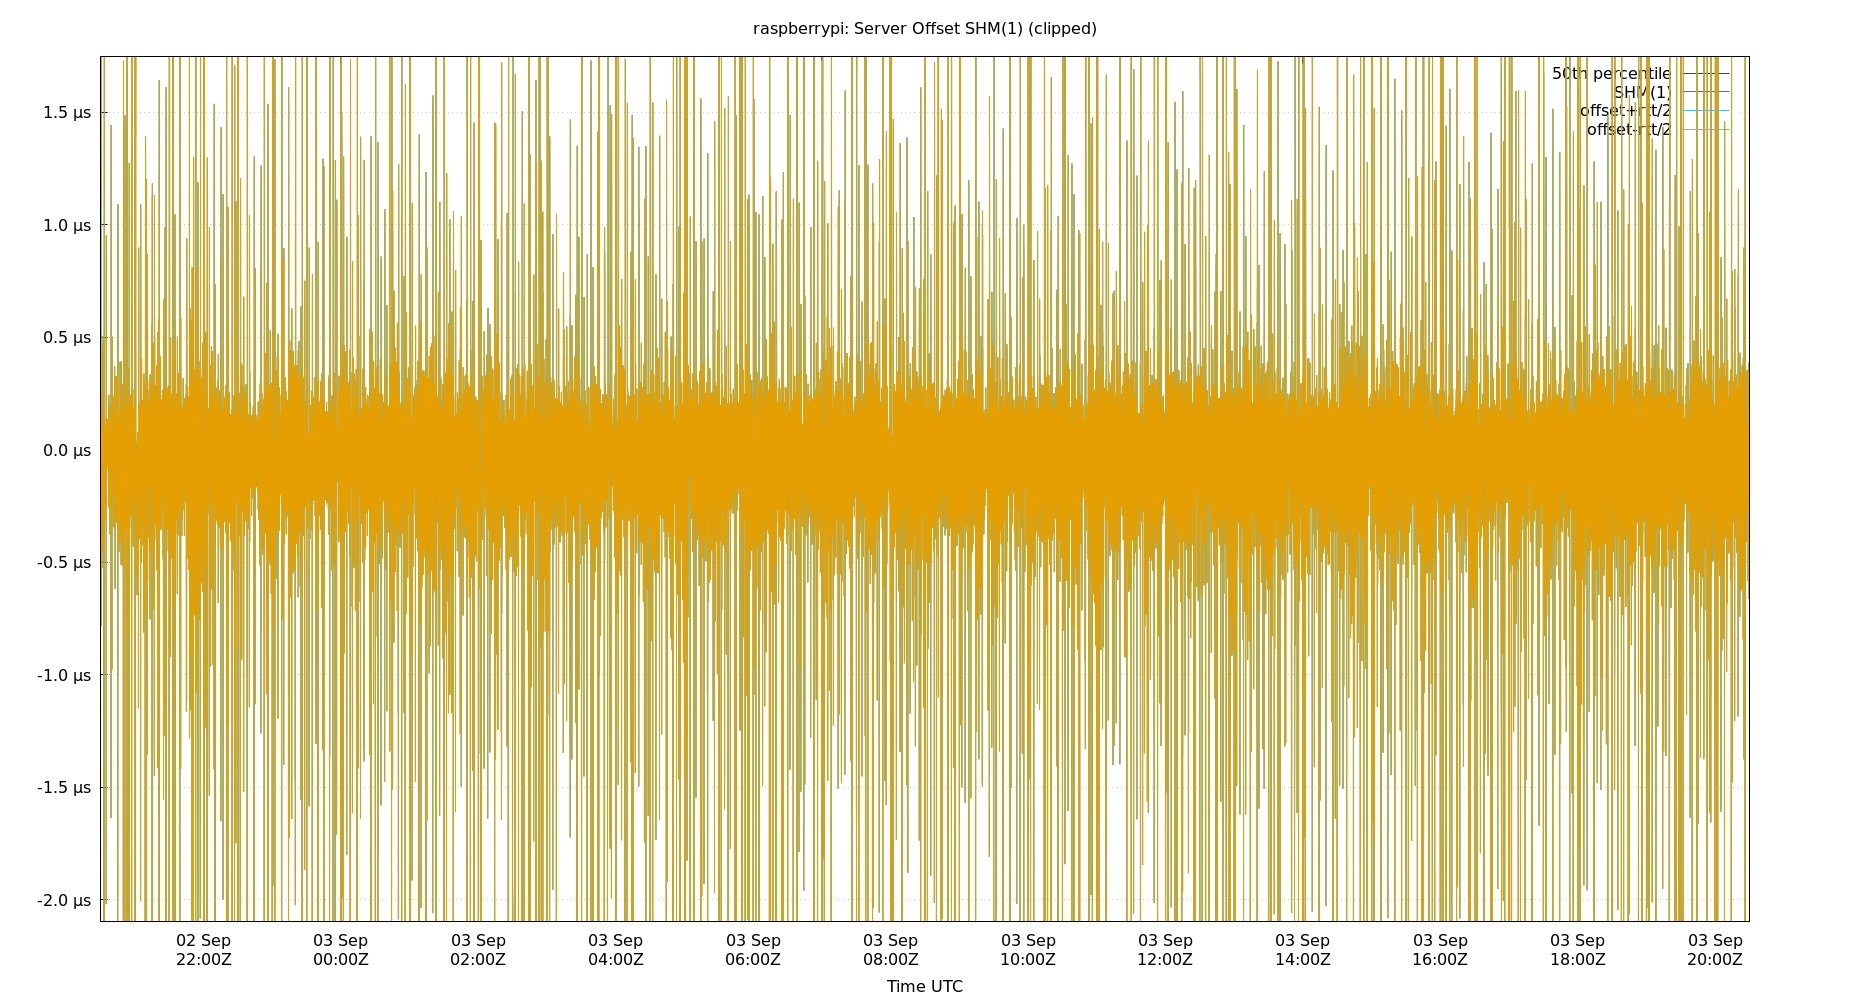 raspberrypi: Server Offset SHM(1) (clipped)
50th percentile
SHM(1)
offset+rtt/2
offset-rtt/2
1.5 µs
1.0 µs
0.5 µs
0.0 µs
-0.5 µs
-1.0 µs
-1.5 µs
-2.0 µs
02 Sep 03 Sep 03 Sep 03 Sep 03 Sep 03 Sep 03 Sep 03 Sep 03 Sep 03 Sep 03 Sep 03 Sep
22:00Z 00:00Z 02:00Z 04:00Z 06:00Z 08:00Z 10:00Z 12:00Z 14:00Z 16:00Z 18:00Z 20:00Z
Time UTC